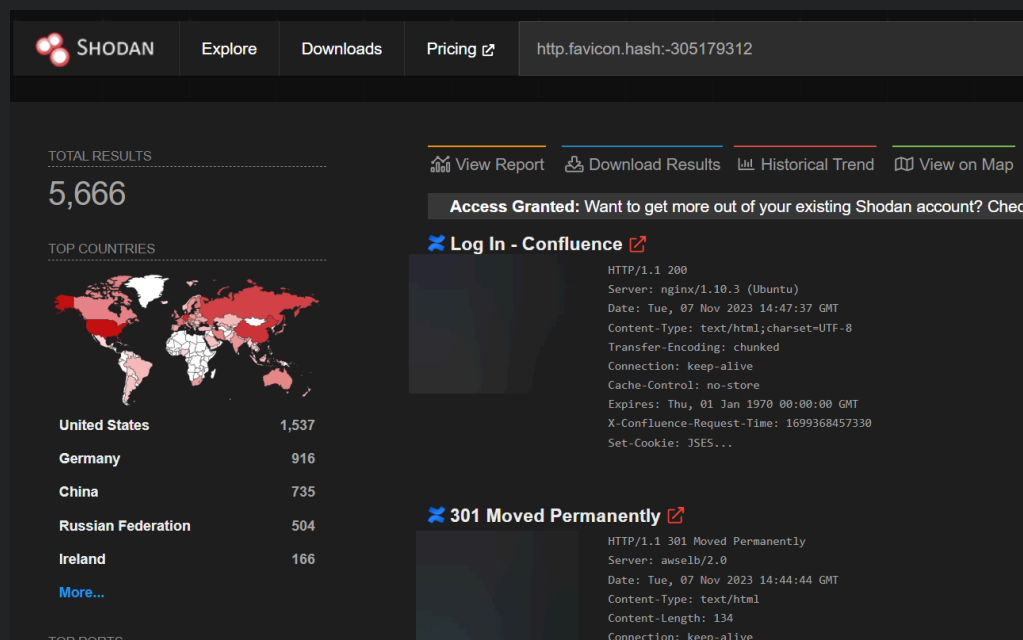 SHODAN Explore Downloads Pricing http.favicon.hash:-305179312
TOTAL RESULTS
5,666
TOP COUNTRIES
United States 1,537
Germany 916
China 735
Russian Federation 504
Ireland 166
More...
TOP PORTS
View Report Download Results Historical Trend View on Map
Access Granted: Want to get more out of your existing Shodan account? Chec
Log In - Confluence
HTTP/1.1 200
Server: nginx/1.10.3 (Ubuntu)
Date: Tue, 07 Nov 2023 14:47:37 GMT
Content-Type: text/html;charset=UTF-8
Transfer-Encoding: chunked
Connection: keep-alive
Cache-Control: no-store
Expires: Thu, 01 Jan 1970 00:00:00 GMT
X-Confluence-Request-Time: 1699368457330
Set-Cookie: JSES...
301 Moved Permanently
HTTP/1.1 301 Moved Permanently
Server: awselb/2.0
Date: Tue, 07 Nov 2023 14:44:44 GMT
Content-Type: text/html
Content-Length: 134
Connection: keep-alive